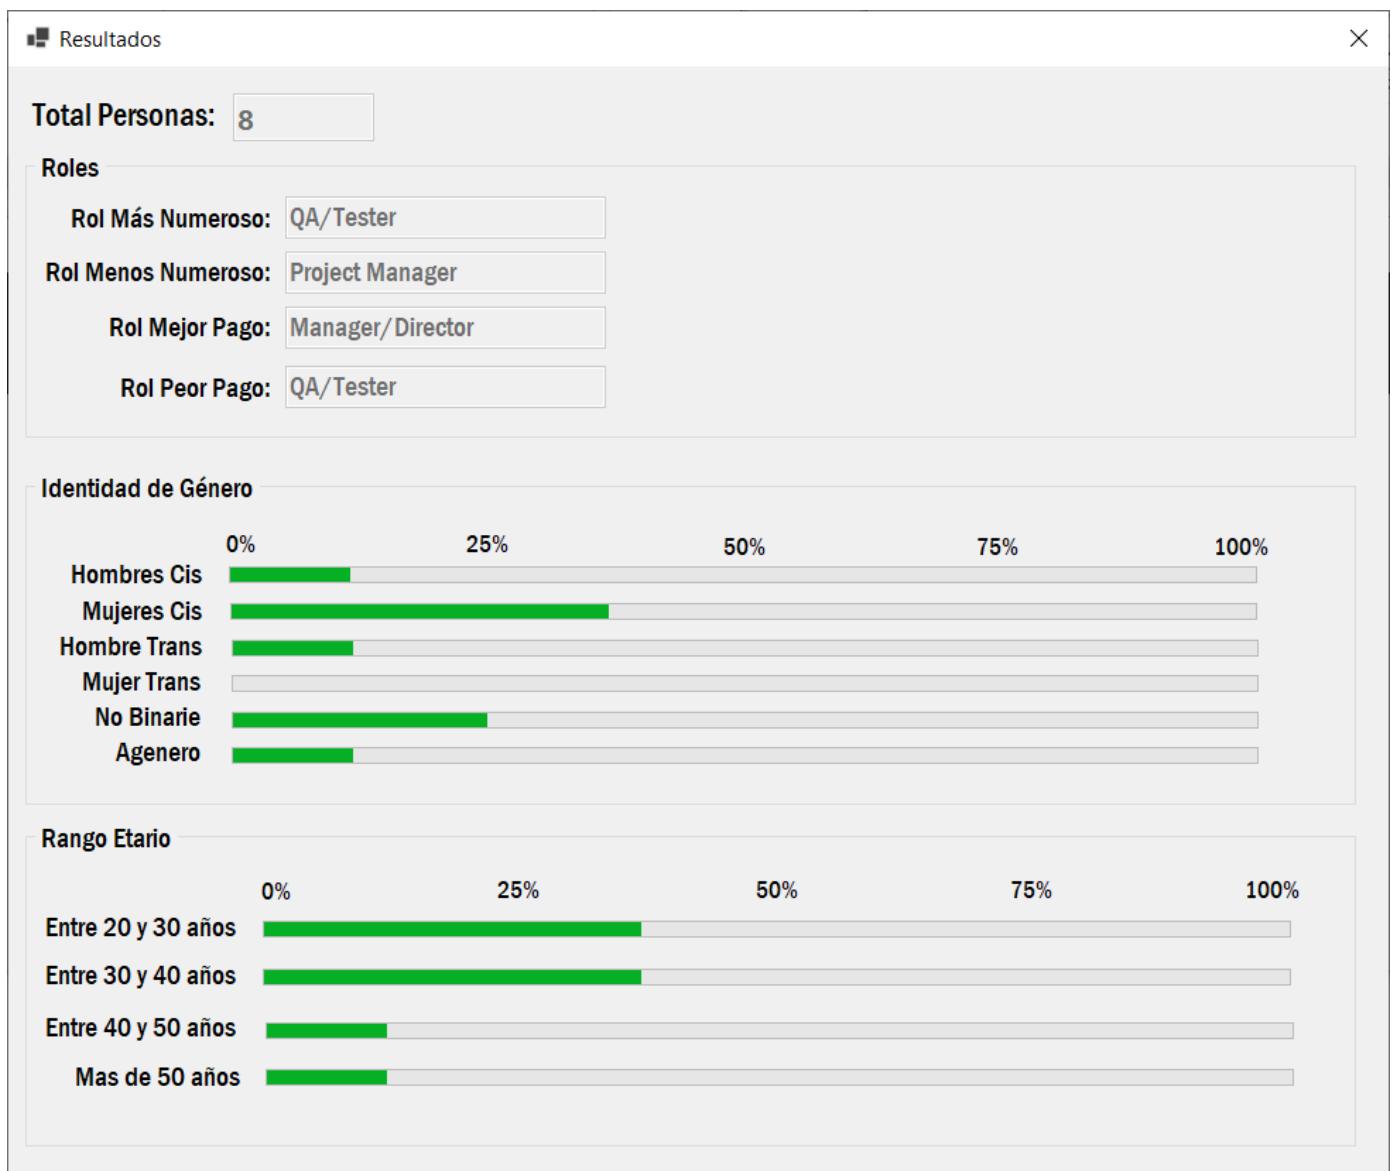 Resultados
Total Personas: 8
Roles
Rol Más Numeroso: QA/Tester
Rol Menos Numeroso: Project Manager
Rol Mejor Pago: Manager/Director
Rol Peor Pago: QA/Tester
Identidad de Género
0% 25% 50% 75% 100%
Hombres Cis
Mujeres Cis
Hombre Trans
Mujer Trans
No Binarie
Agenero
Rango Etario
0% 25% 50% 75% 100%
Entre 20 y 30 años
Entre 30 y 40 años
Entre 40 y 50 años
Mas de 50 años